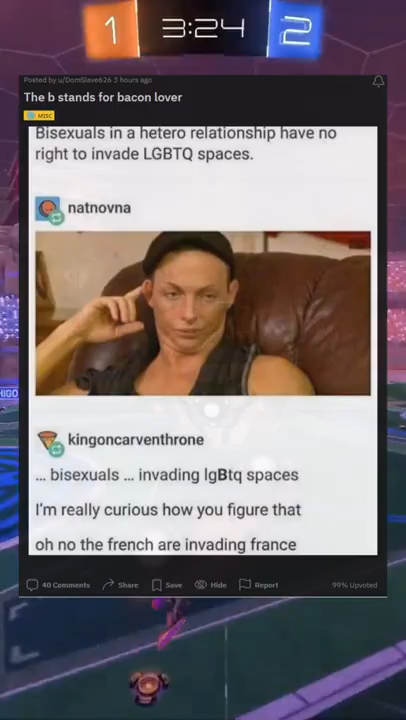 1 3:24 2
Posted by u/DomSlave626 3 hours ago
The b stands for bacon lover
MISC
Bisexuals in a hetero relationship have no
right to invade LGBTQ spaces.
natnovna
kingoncarventhrone
... bisexuals ... invading lgBtq spaces
I'm really curious how you figure that
oh no the french are invading france
40 Comments Share Save Hide Report 99% Upvoted